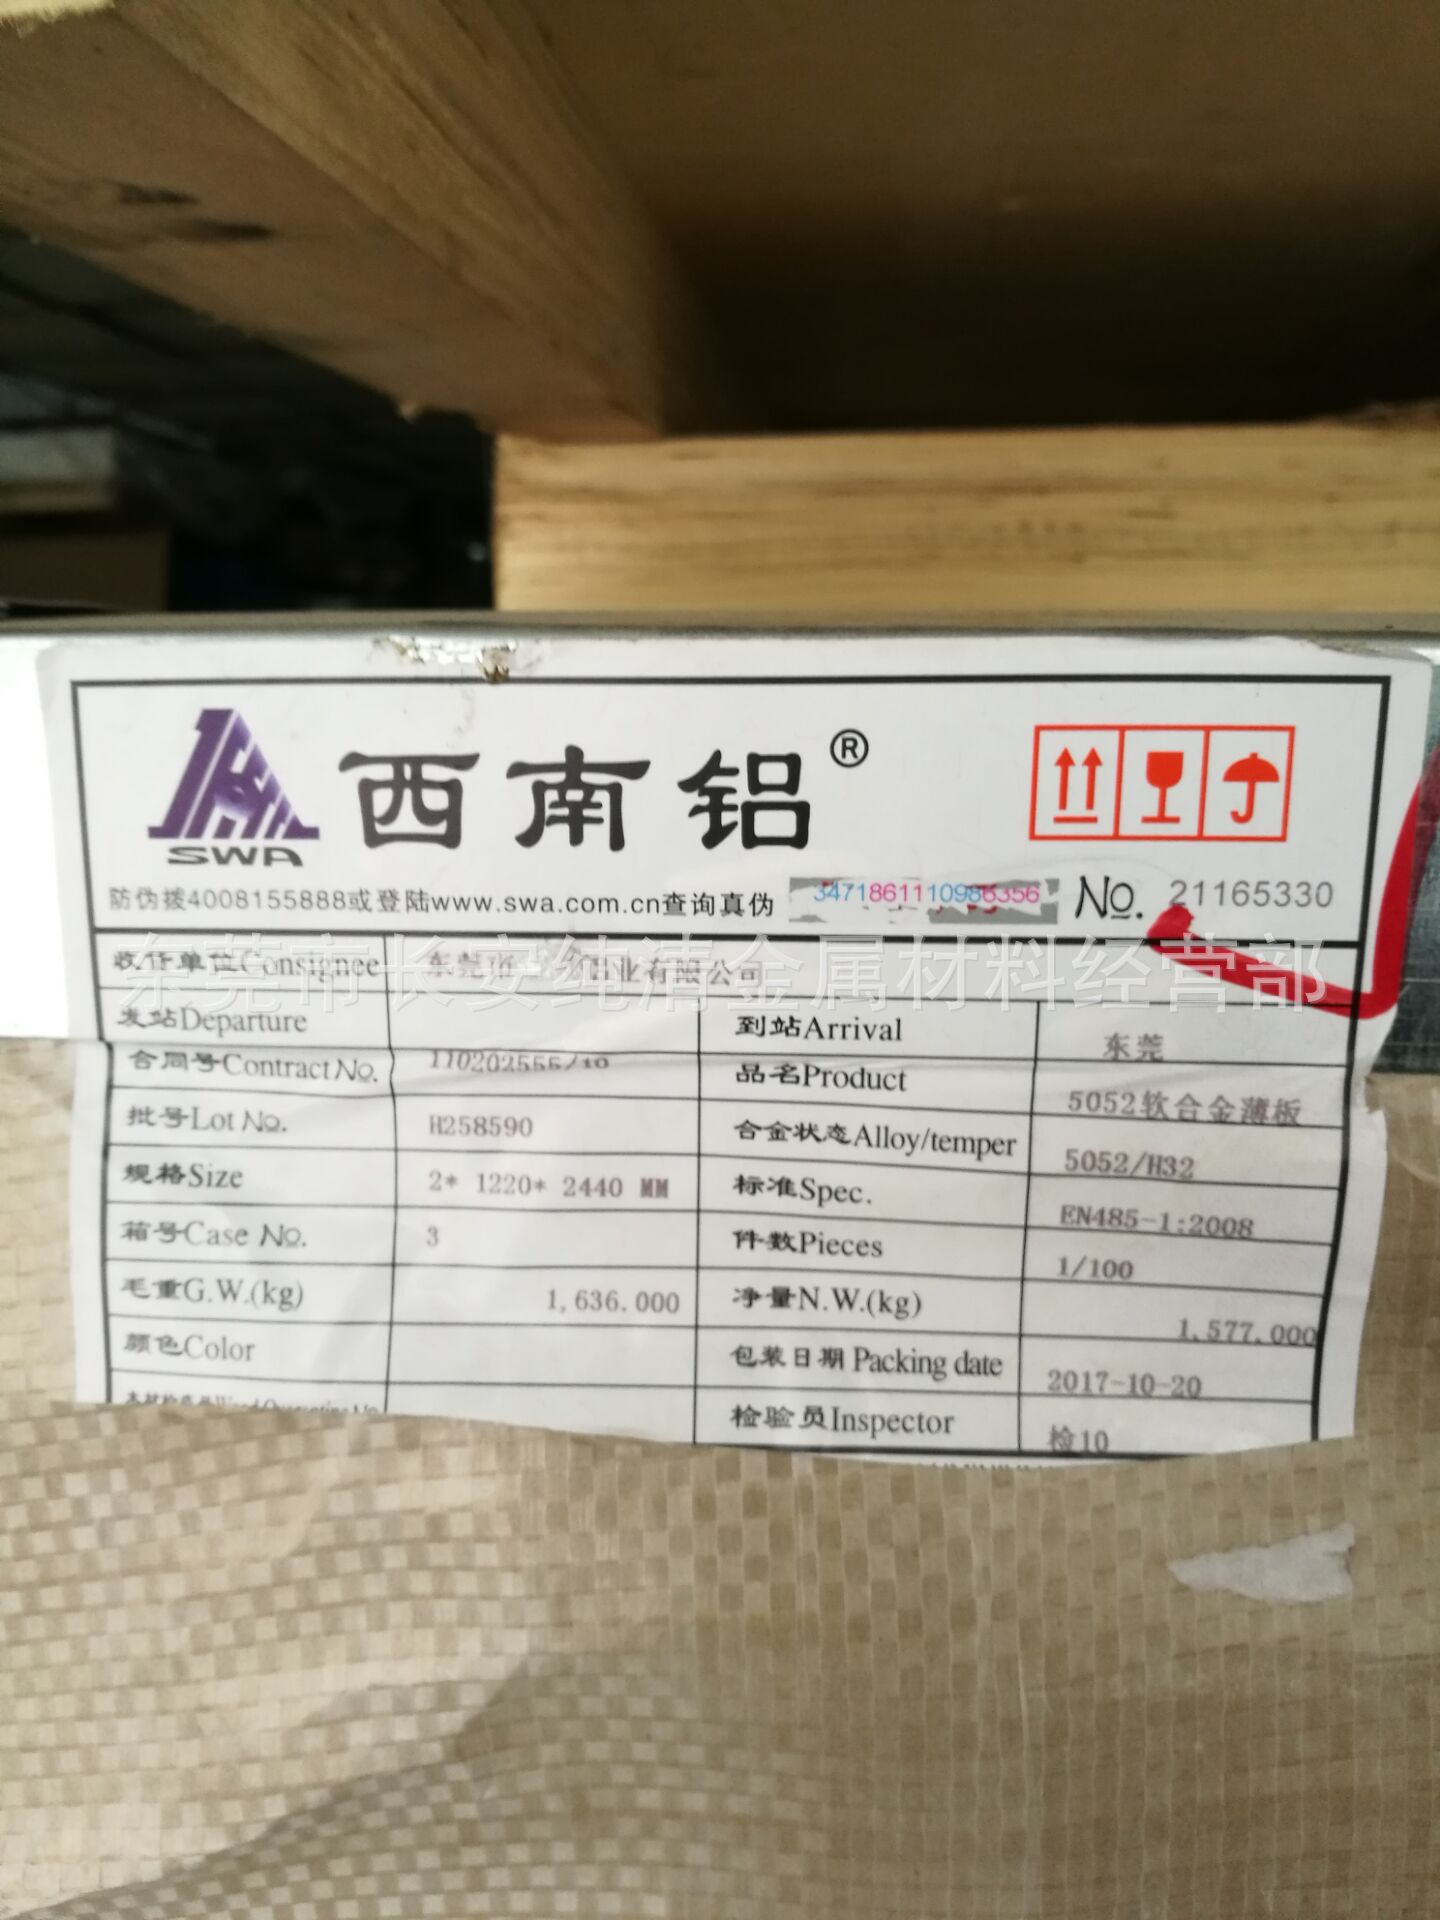 西南铝®
SWA
防伪拨4008155888或登陆www.swa.com.cn查询真伪 3471861110986356 No. 21165330
东莞市长安纯清金属材料经营部
收货单位Consignee 东莞 铝业有限公司
发站Departure 到站Arrival 东莞
合同号Contract No. 110202555/10 品名Product 5052软合金薄板
批号Lot No. H258590 合金状态Alloy/temper 5052/H32
规格Size 2* 1220* 2440 MM 标准Spec. EN485-1:2008
箱号Case No. 3 件数Pieces 1/100
毛重G.W.(kg) 1,636.000 净量N.W.(kg) 1,577.000
颜色Color 包装日期 Packing date 2017-10-20
检验员Inspector 检10